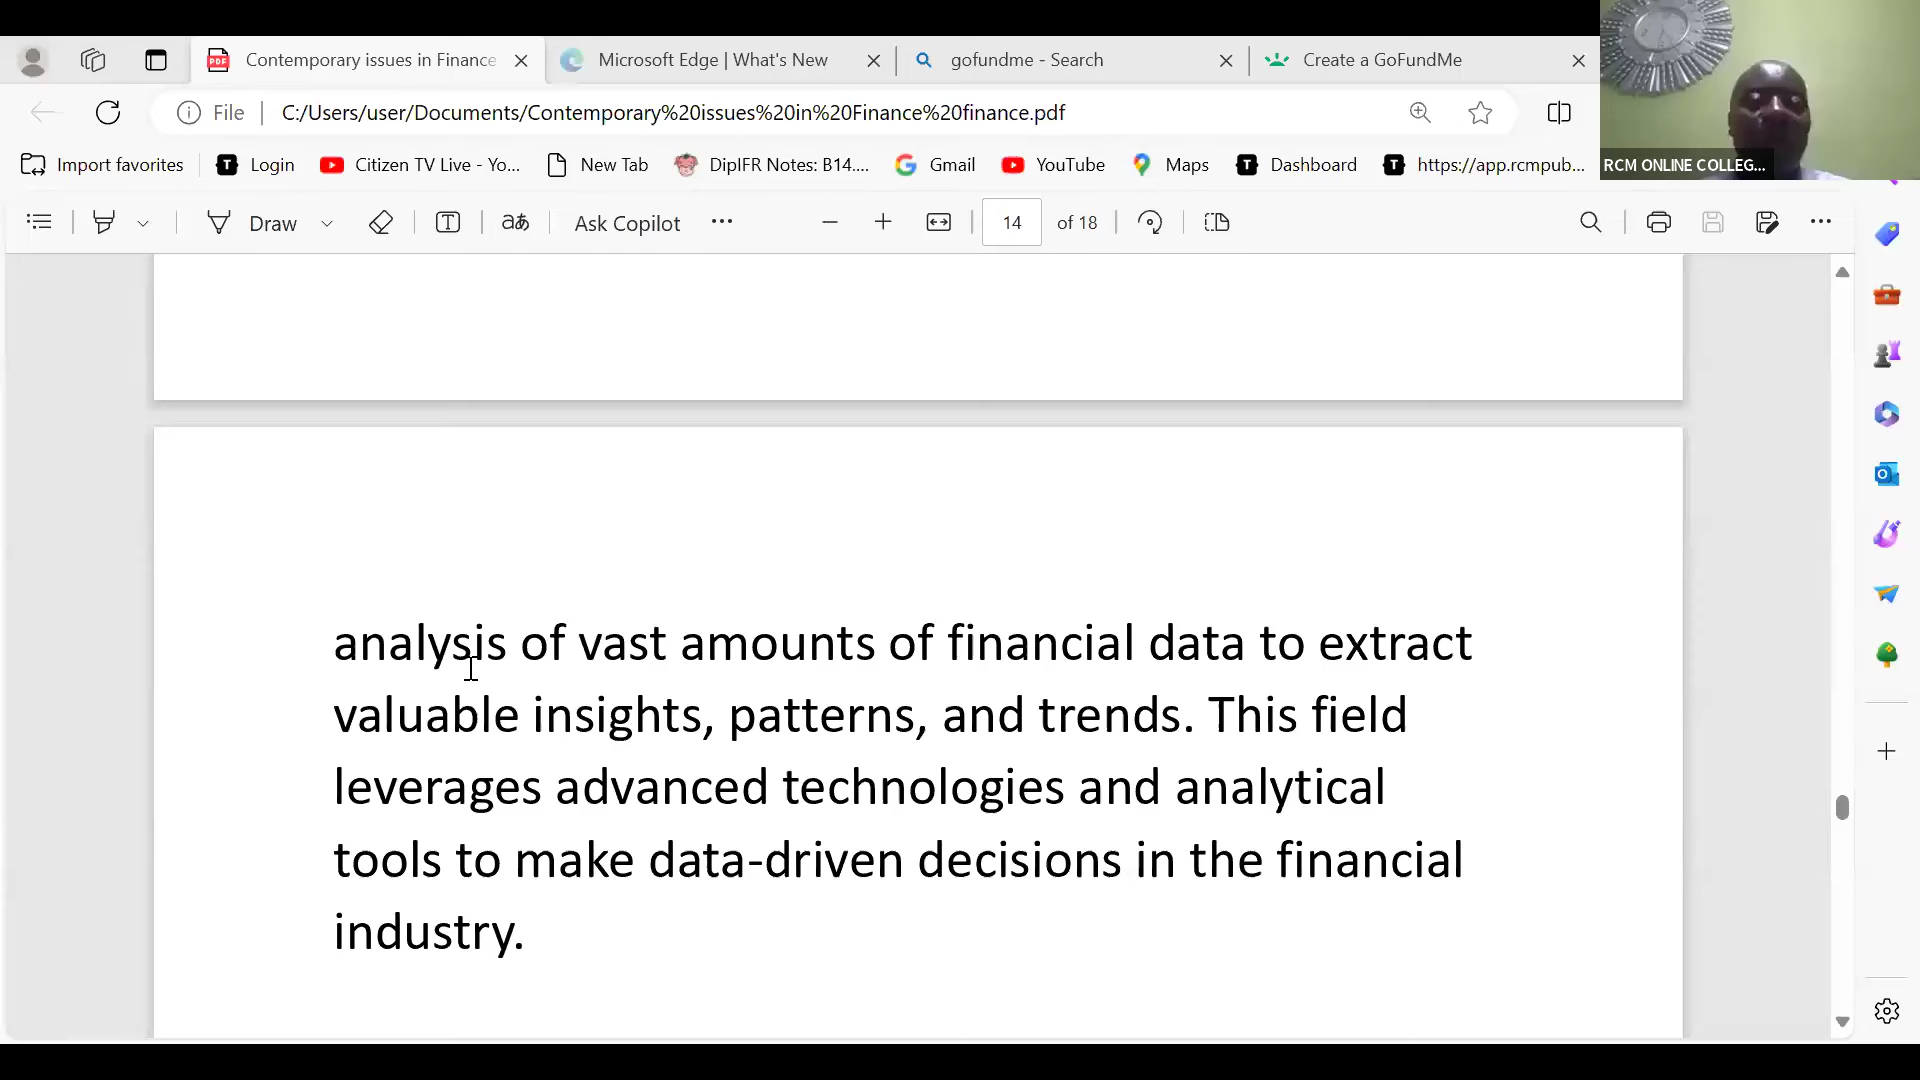 Contemporary issues in Finance
Microsoft Edge | What's New
gofundme - Search
Create a GoFundMe
File
C:/Users/user/Documents/Contemporary%20issues%20in%20Finance%20finance.pdf
Import favorites
Login
Citizen TV Live - Yo...
New Tab
DipIFR Notes: B14....
Gmail
YouTube
Maps
Dashboard
https://app.rcmpub...
RCM ONLINE COLLEG...
Draw
Ask Copilot
14
of 18
analysis of vast amounts of financial data to extract
valuable insights, patterns, and trends. This field
leverages advanced technologies and analytical
tools to make data-driven decisions in the financial
industry.